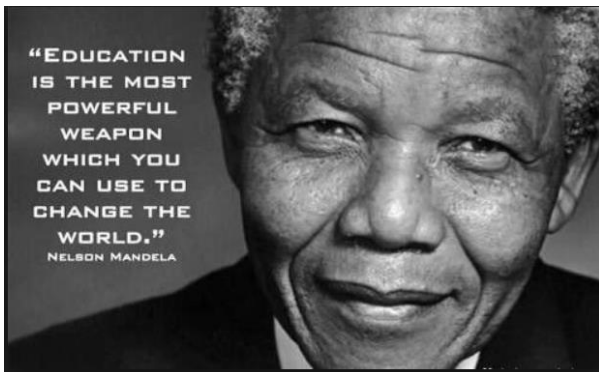 “EDUCATION
IS THE MOST
POWERFUL
WEAPON
WHICH YOU
CAN USE TO
CHANGE THE
WORLD.”
NELSON MANDELA